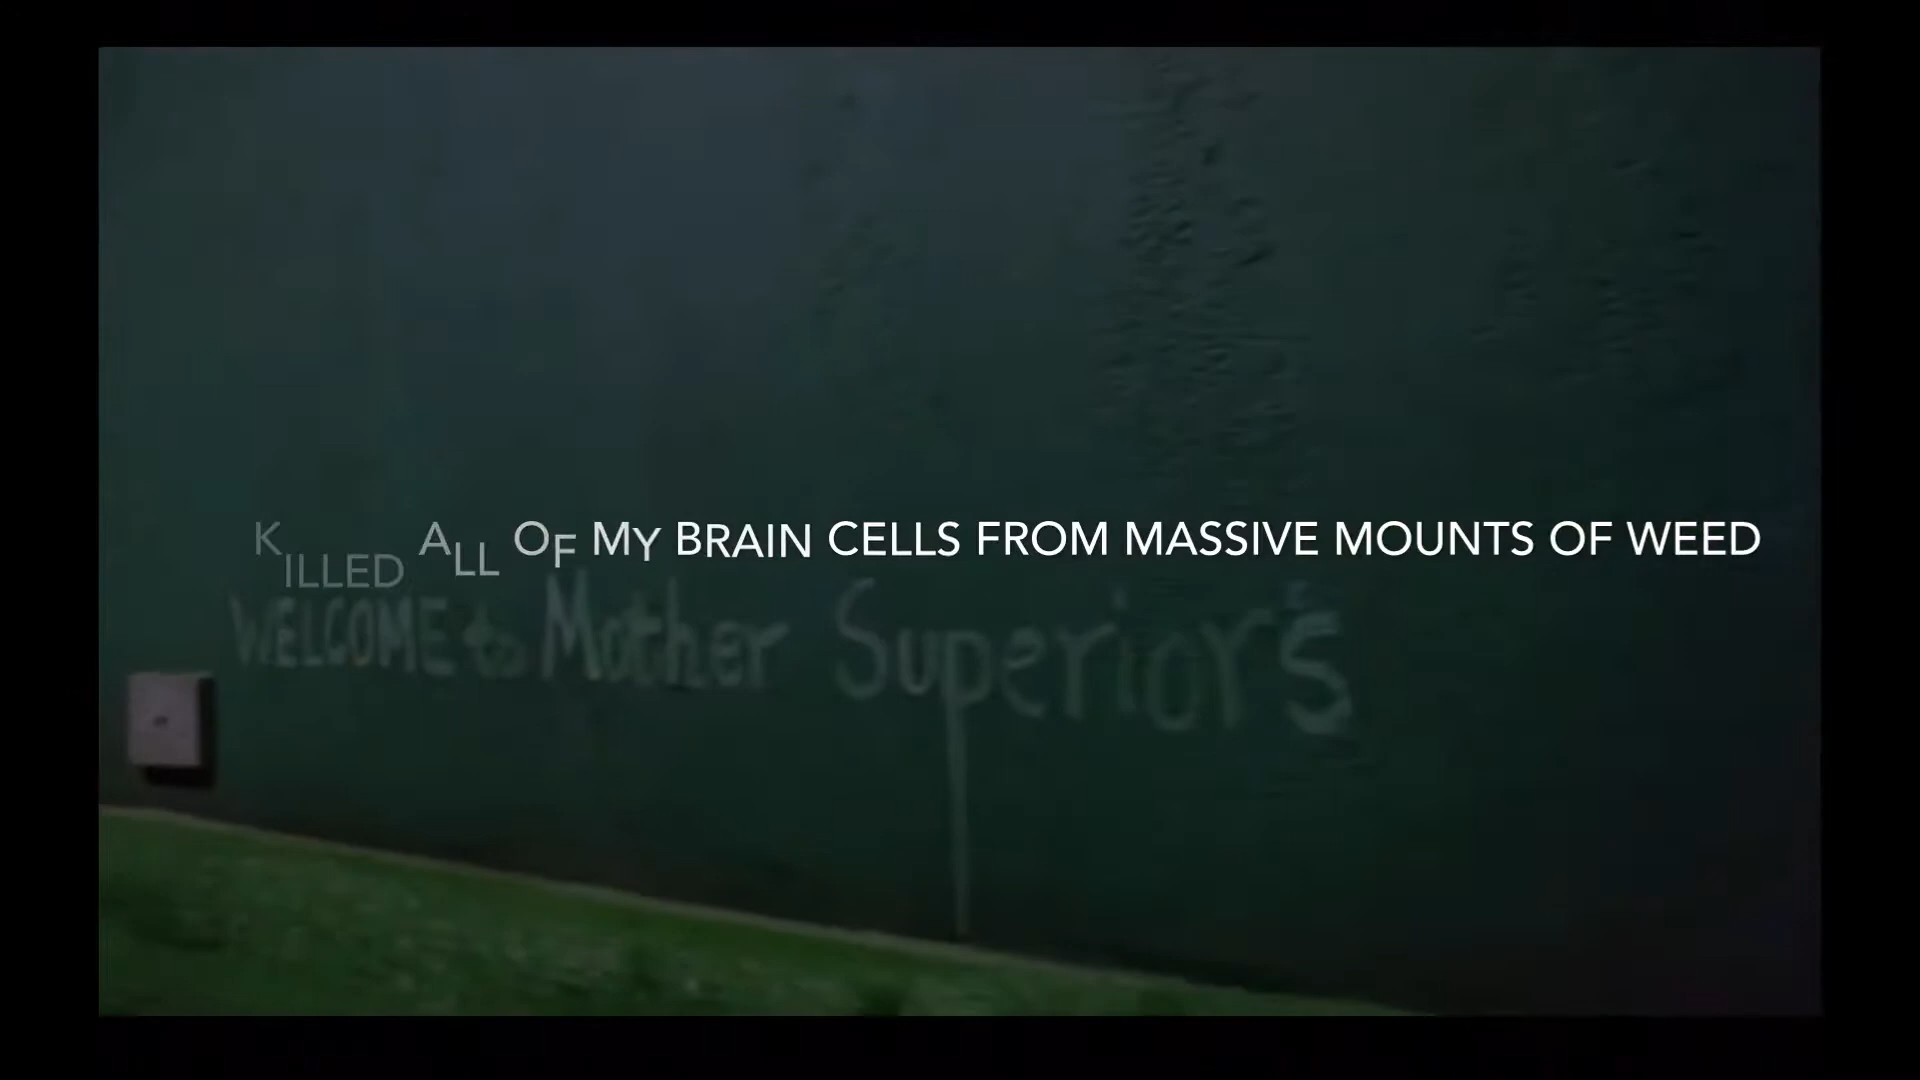 KILLED ALL OF MY BRAIN CELLS FROM MASSIVE MOUNTS OF WEED
WELCOME to Mother Superior's